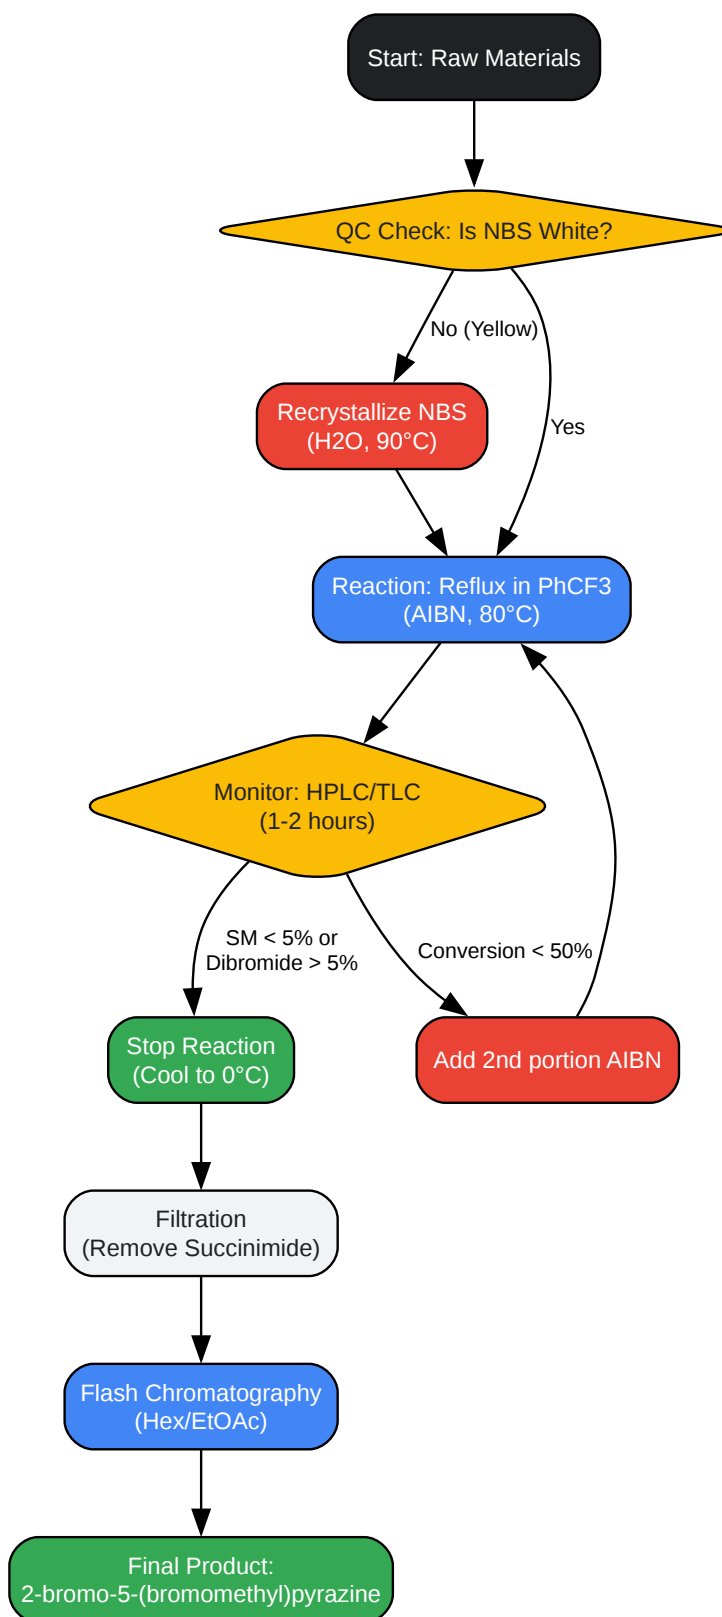 Start: Raw Materials
QC Check: Is NBS White?
No (Yellow)
Recrystallize NBS
(H2O, 90°C)
Yes
Reaction: Reflux in PhCF3
(AIBN, 80°C)
Monitor: HPLC/TLC
(1-2 hours)
SM < 5% or
Dibromide > 5%
Conversion < 50%
Stop Reaction
(Cool to 0°C)
Add 2nd portion AIBN
Filtration
(Remove Succinimide)
Flash Chromatography
(Hex/EtOAc)
Final Product:
2-bromo-5-(bromomethyl)pyrazine